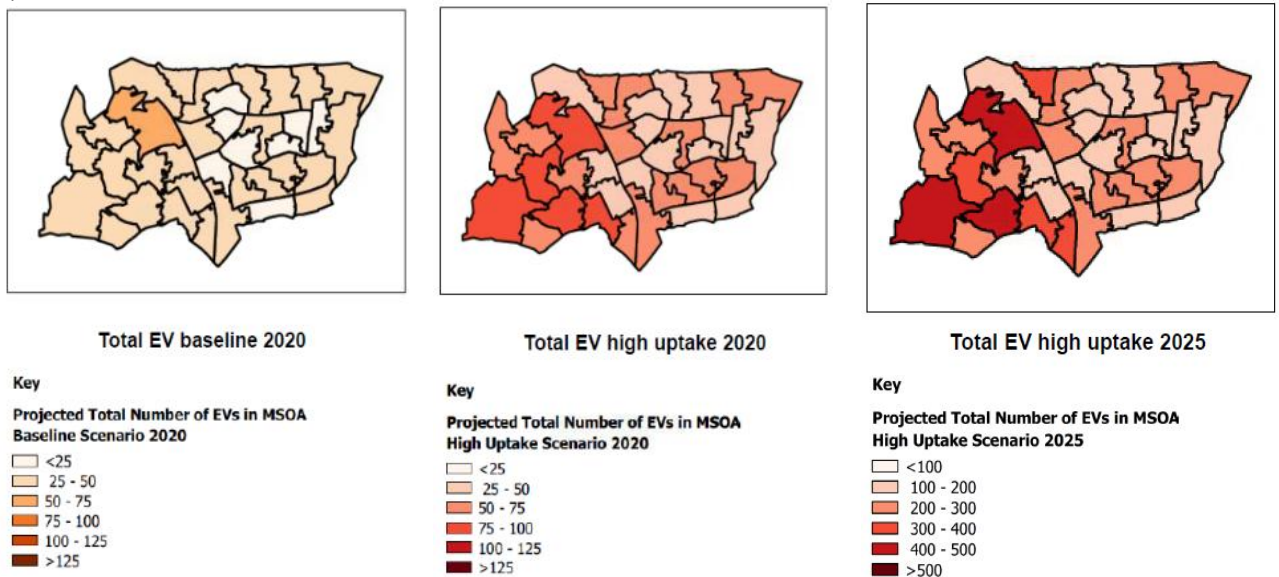 Total EV baseline 2020
Key
Projected Total Number of EVs in MSOA
Baseline Scenario 2020
<25
25 - 50
50 - 75
75 - 100
100 - 125
>125
Total EV high uptake 2020
Key
Projected Total Number of EVs in MSOA
High Uptake Scenario 2020
<25
25 - 50
50 - 75
75 - 100
100 - 125
>125
Total EV high uptake 2025
Key
Projected Total Number of EVs in MSOA
High Uptake Scenario 2025
<100
100 - 200
200 - 300
300 - 400
400 - 500
>500